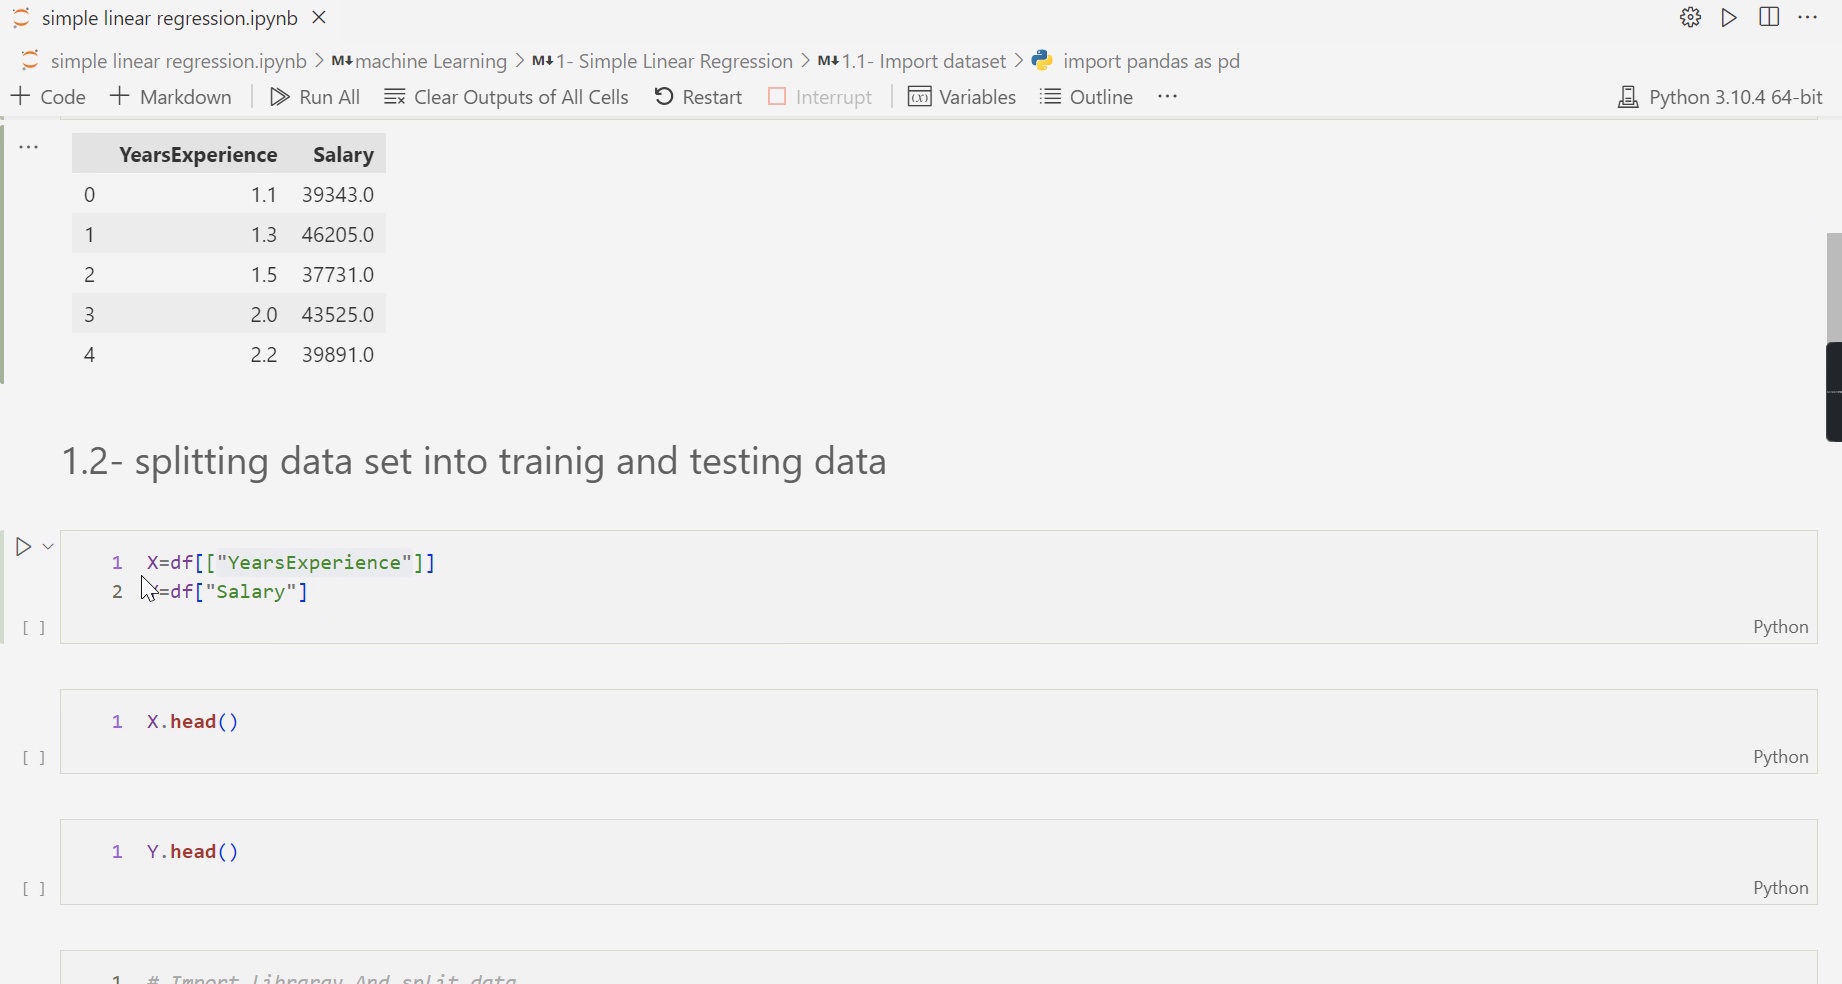 simple linear regression.ipynb
simple linear regression.ipynb > M↓ machine Learning > M↓ 1- Simple Linear Regression > M↓ 1.1- Import dataset > import pandas as pd
+ Code + Markdown | Run All Clear Outputs of All Cells Restart Interrupt | Variables Outline ··· Python 3.10.4 64-bit
YearsExperience Salary
0 1.1 39343.0
1 1.3 46205.0
2 1.5 37731.0
3 2.0 43525.0
4 2.2 39891.0
1.2- splitting data set into trainig and testing data
1 X=df[["YearsExperience"]]
2 Y=df["Salary"]
[ ] Python
1 X.head()
[ ] Python
1 Y.head()
[ ] Python
1 # Import libraray And split data